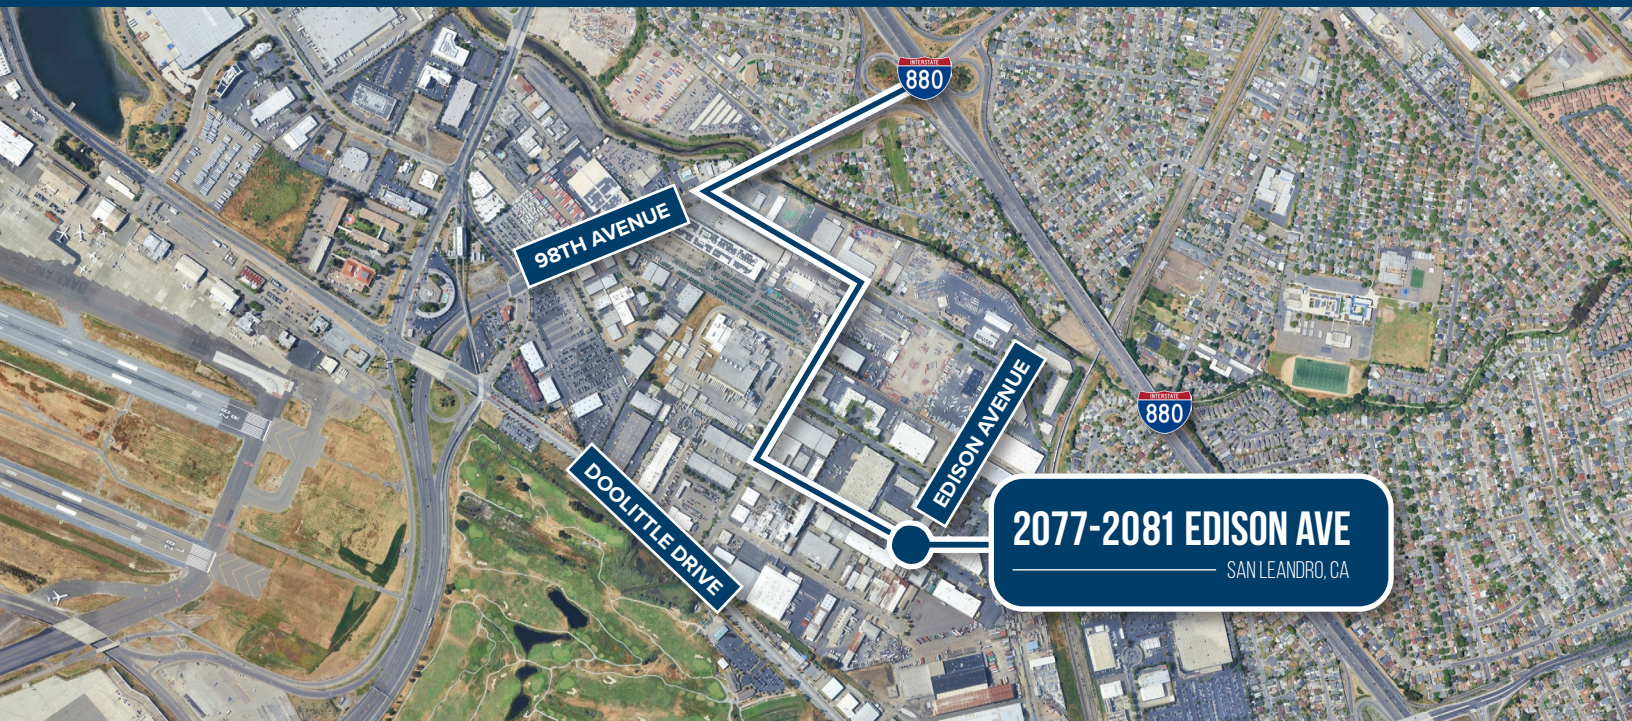 INTERSTATE
880
98TH AVENUE
EDISON AVENUE
INTERSTATE
880
DOOLITTLE DRIVE
2077-2081 EDISON AVE
SAN LEANDRO, CA